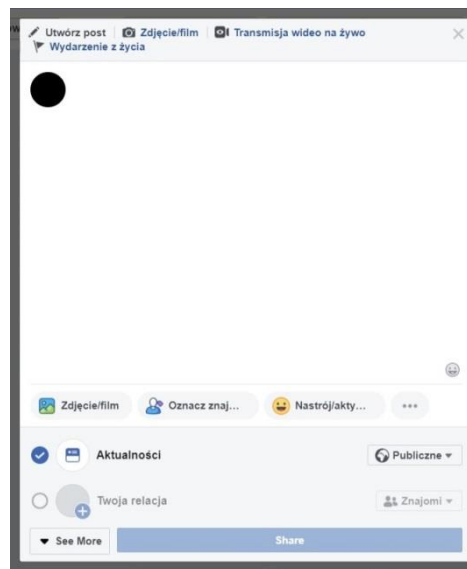 Utwórz post Zdjęcie/film Transmisja wideo na żywo
Wydarzenie z życia
Zdjęcie/film Oznacz znaj... Nastrój/akty...
Aktualności Publiczne
Twoja relacja Znajomi
See More Share